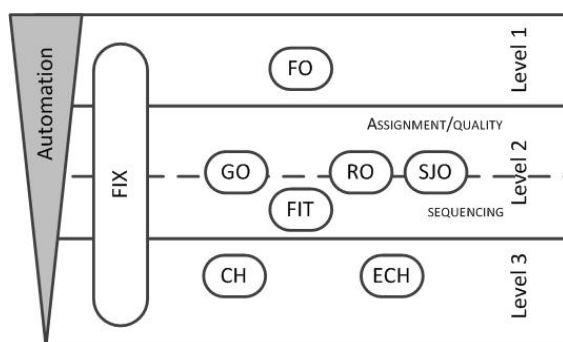 Automation
FIX
FO
Level 1
ASSIGNMENT/QUALITY
GO
RO
SJO
Level 2
FIT
SEQUENCING
CH
ECH
Level 3